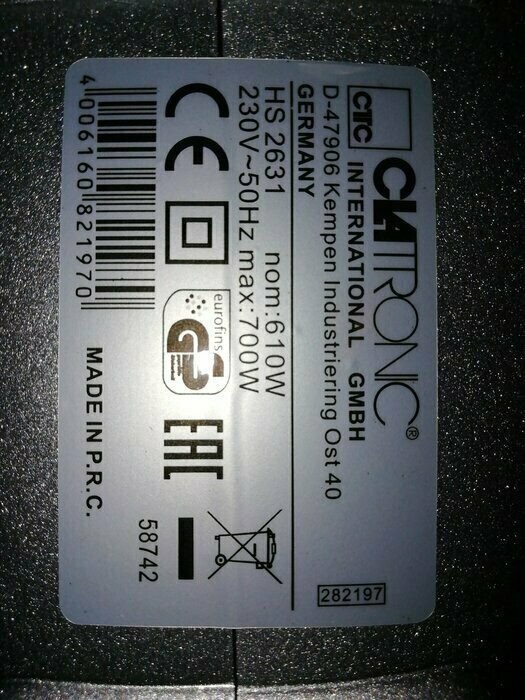 CLATRONIC®
CTC INTERNATIONAL GMBH
D-47906 Kempen Industriering Ost 40
GERMANY
282197
HS 2631 nom:610W
230V~50Hz max:700W
CE
eurofins
GS
EAC
58742
4 006160 821970
MADE IN P.R.C.